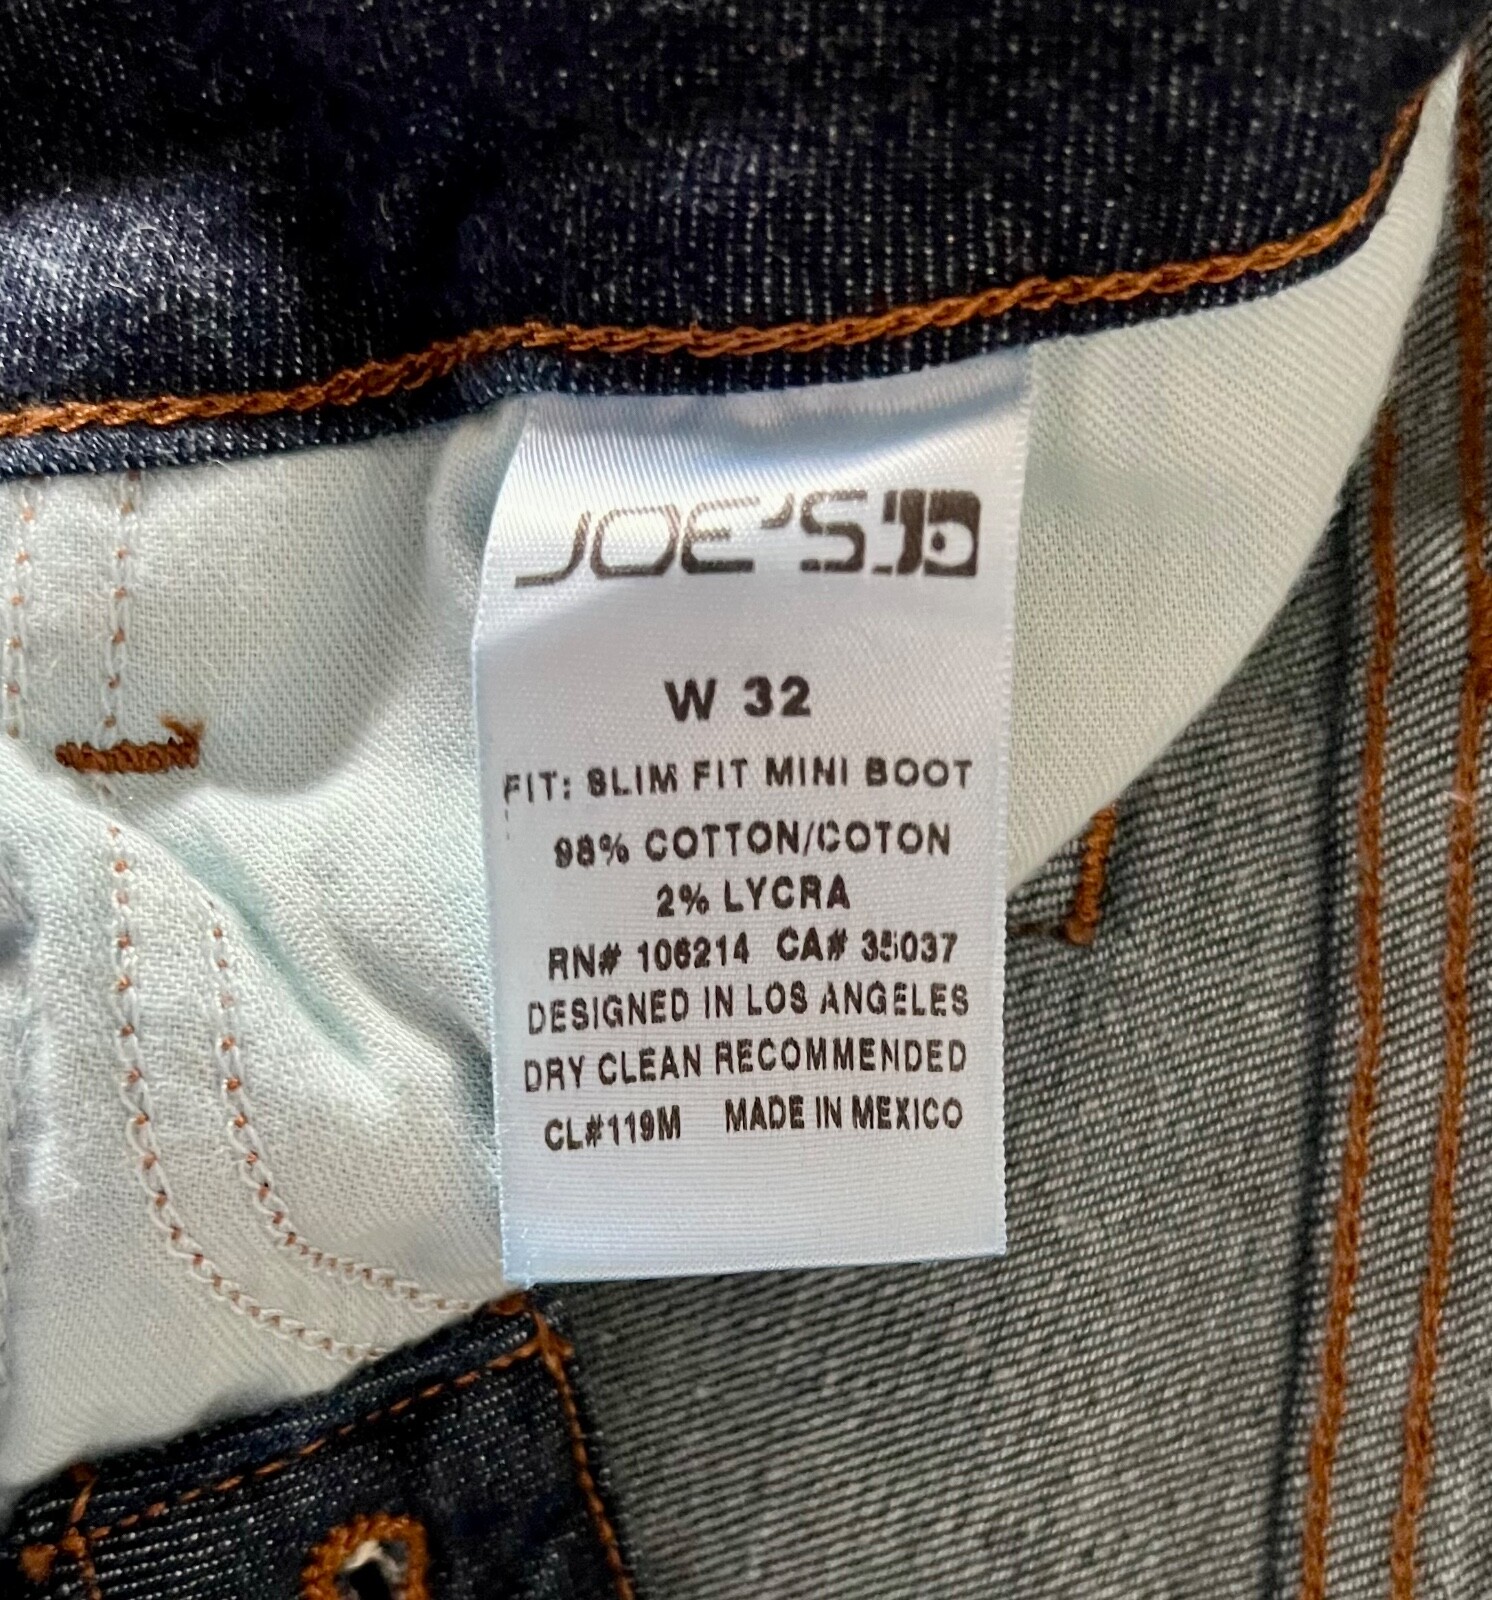 JOE'S
W 32
FIT: SLIM FIT MINI BOOT
98% COTTON/COTON
2% LYCRA
RN# 106214 CA# 35037
DESIGNED IN LOS ANGELES
DRY CLEAN RECOMMENDED
CL#119M MADE IN MEXICO